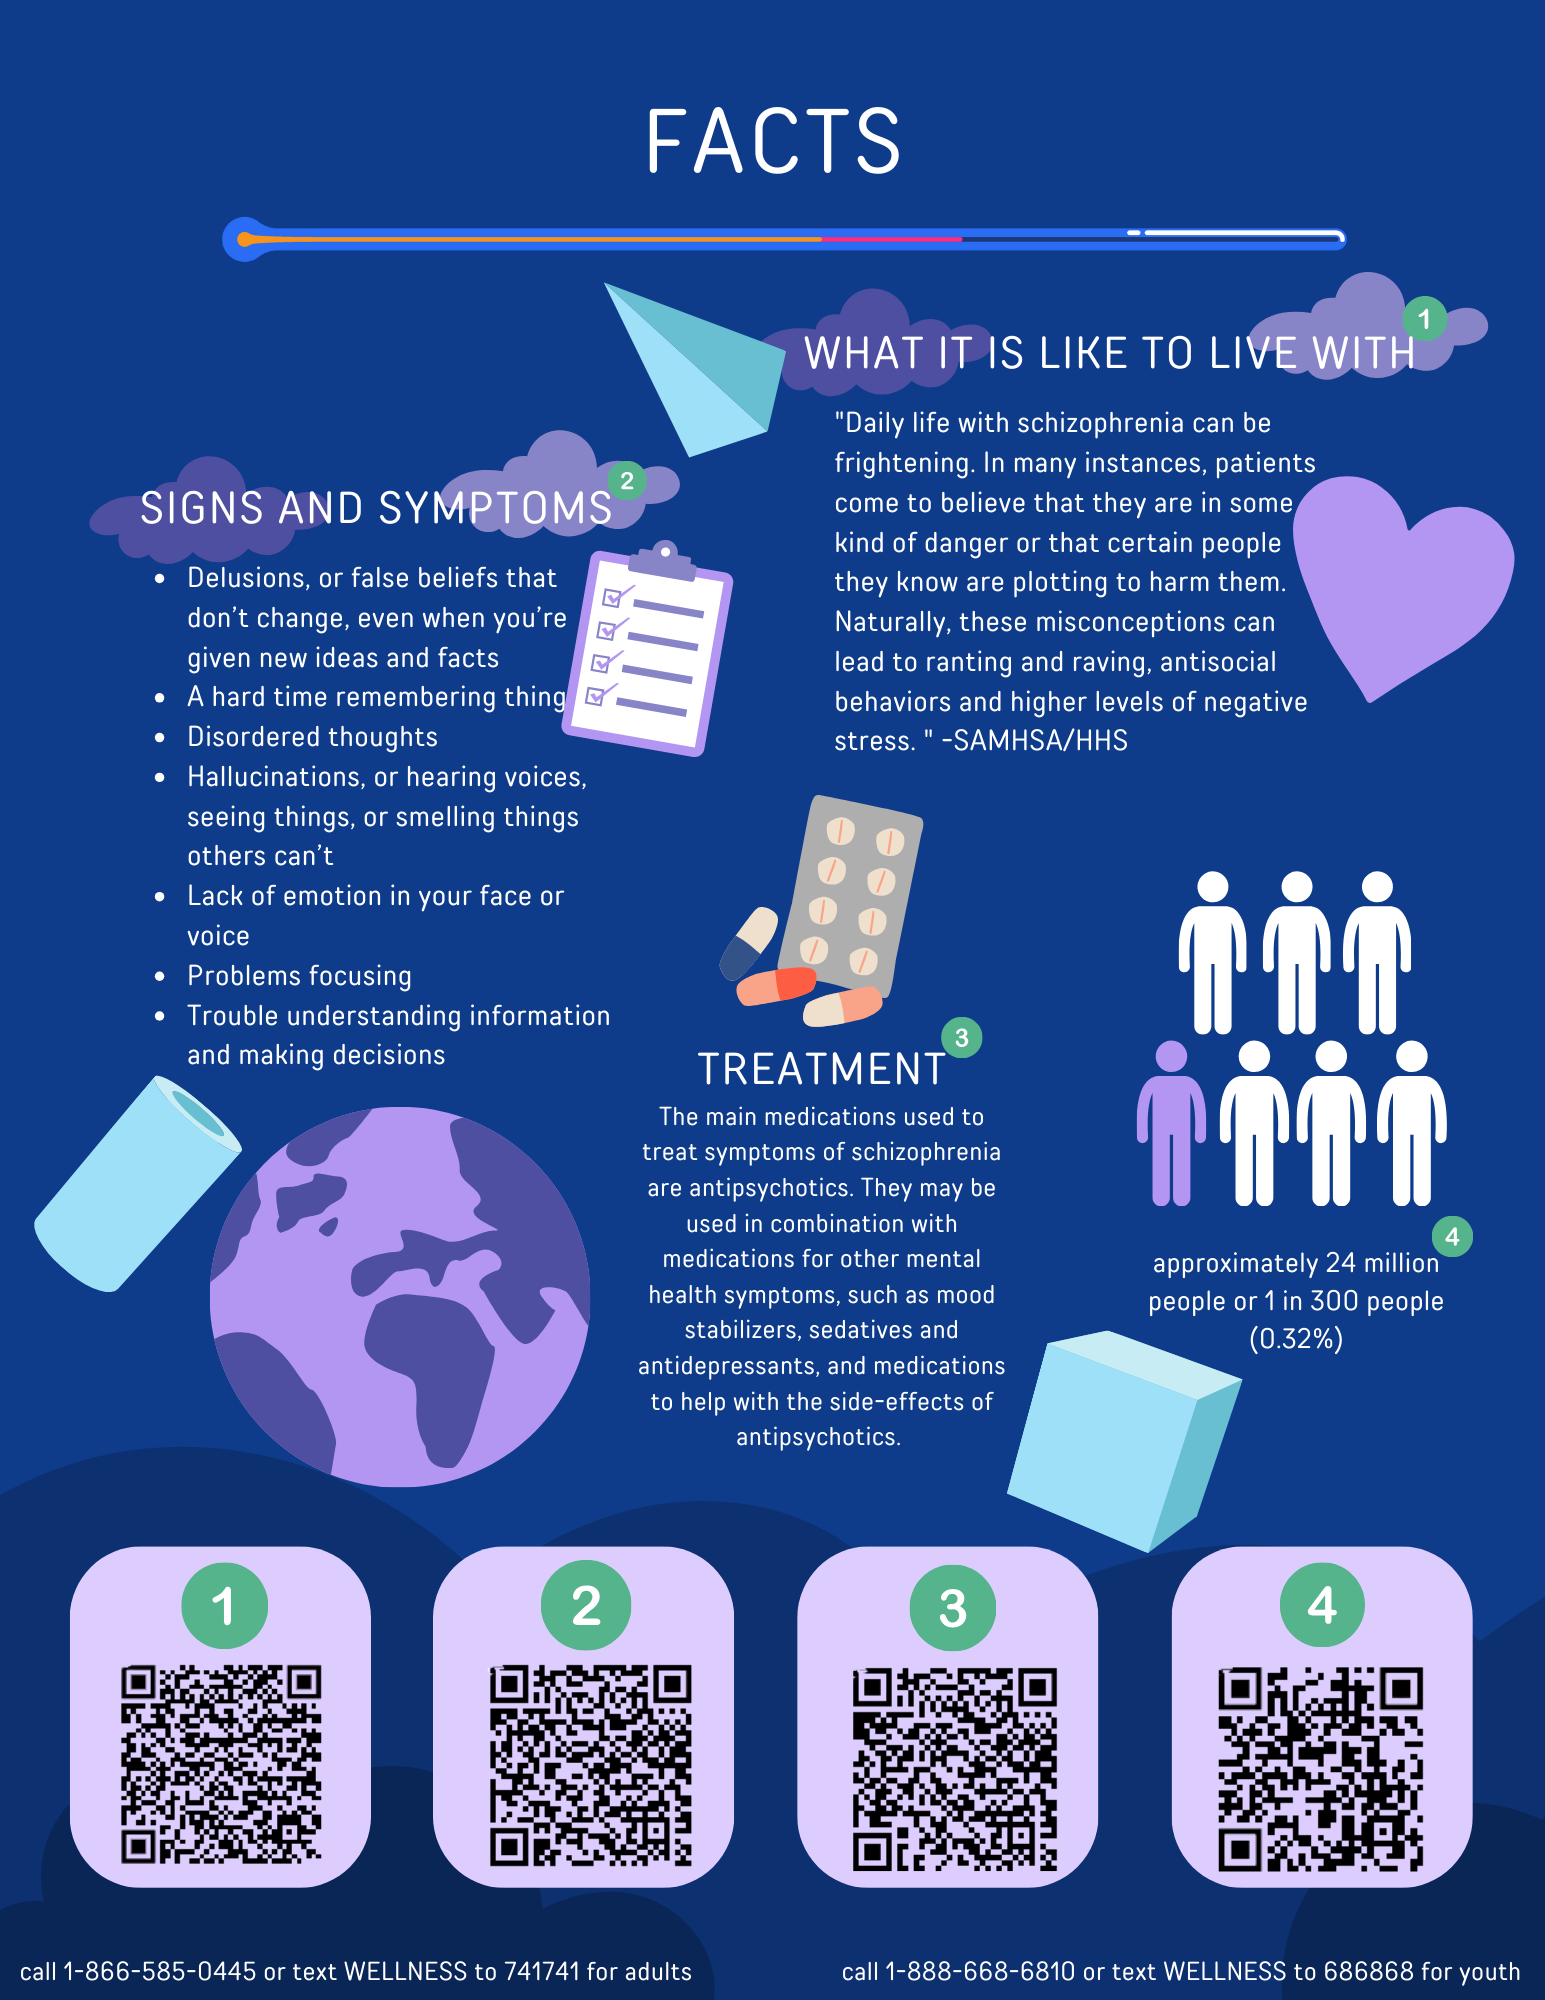 FACTS
1
WHAT IT IS LIKE TO LIVE WITH
"Daily life with schizophrenia can be
frightening. In many instances, patients
come to believe that they are in some
kind of danger or that certain people
they know are plotting to harm them.
Naturally, these misconceptions can
lead to ranting and raving, antisocial
behaviors and higher levels of negative
stress. " -SAMHSA/HHS
2
SIGNS AND SYMPTOMS
• Delusions, or false beliefs that
don't change, even when you're
given new ideas and facts
• A hard time remembering thing
• Disordered thoughts
• Hallucinations, or hearing voices,
seeing things, or smelling things
others can't
• Lack of emotion in your face or
voice
• Problems focusing
• Trouble understanding information
and making decisions
3
TREATMENT
The main medications used to
treat symptoms of schizophrenia
are antipsychotics. They may be
used in combination with
medications for other mental
health symptoms, such as mood
stabilizers, sedatives and
antidepressants, and medications
to help with the side-effects of
antipsychotics.
4
approximately 24 million
people or 1 in 300 people
(0.32%)
1
2
3
4
call 1-866-585-0445 or text WELLNESS to 741741 for adults
call 1-888-668-6810 or text WELLNESS to 686868 for youth